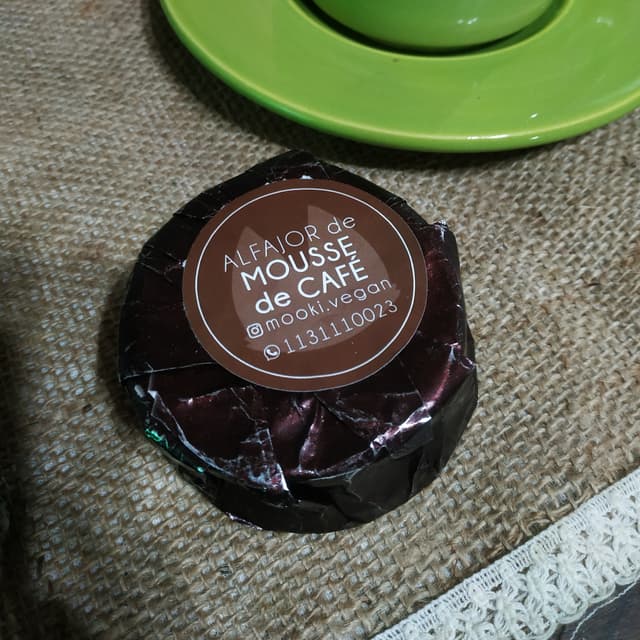 ALFAJOR de
MOUSSE
de CAFÉ
mooki.vegan
1131110023